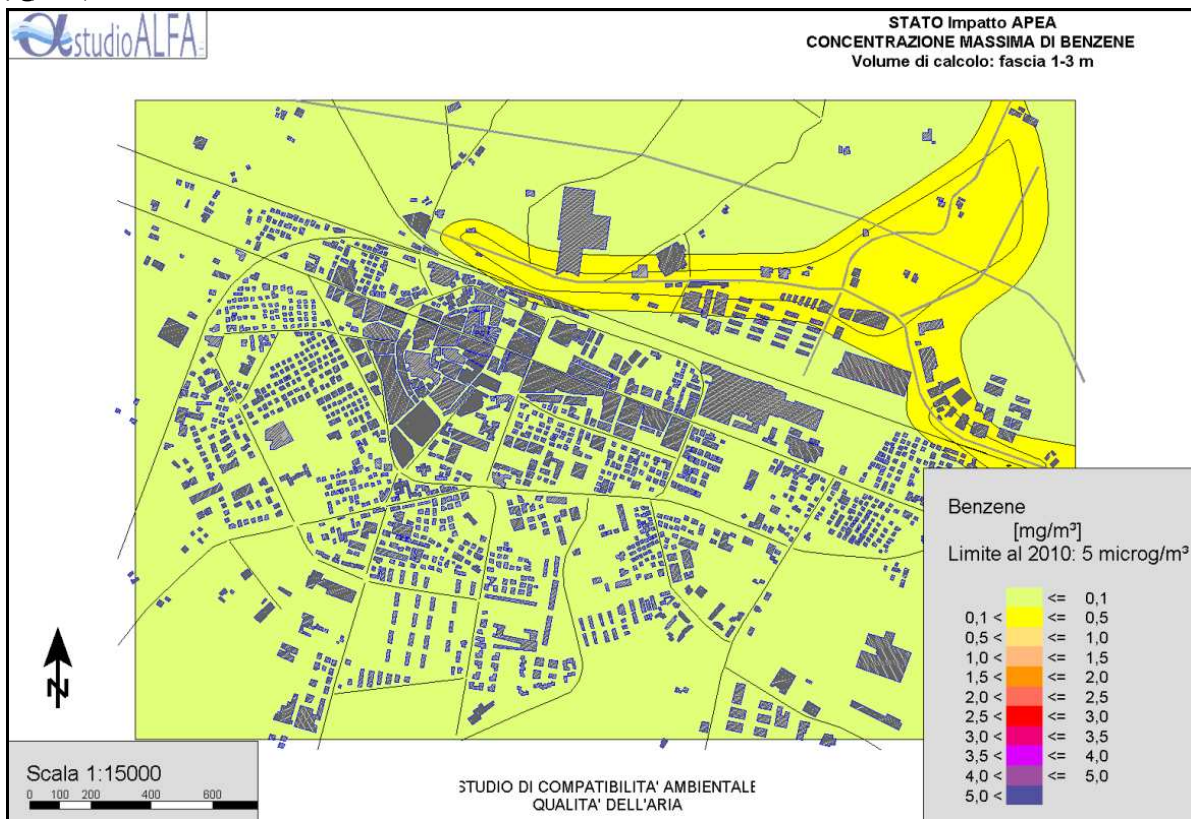 αestudioALFA
STATO Impatto APEA
CONCENTRAZIONE MASSIMA DI BENZENE
Volume di calcolo: fascia 1-3 m
Benzene
[mg/m³]
Limite al 2010: 5 microg/m³
<= 0,1
0,1 < <= 0,5
0,5 < <= 1,0
1,0 < <= 1,5
1,5 < <= 2,0
2,0 < <= 2,5
2,5 < <= 3,0
3,0 < <= 3,5
3,5 < <= 4,0
4,0 < <= 5,0
5,0 <
N
Scala 1:15000
0 100 200 400 600
STUDIO DI COMPATIBILITA' AMBIENTALE
QUALITA' DELL'ARIA